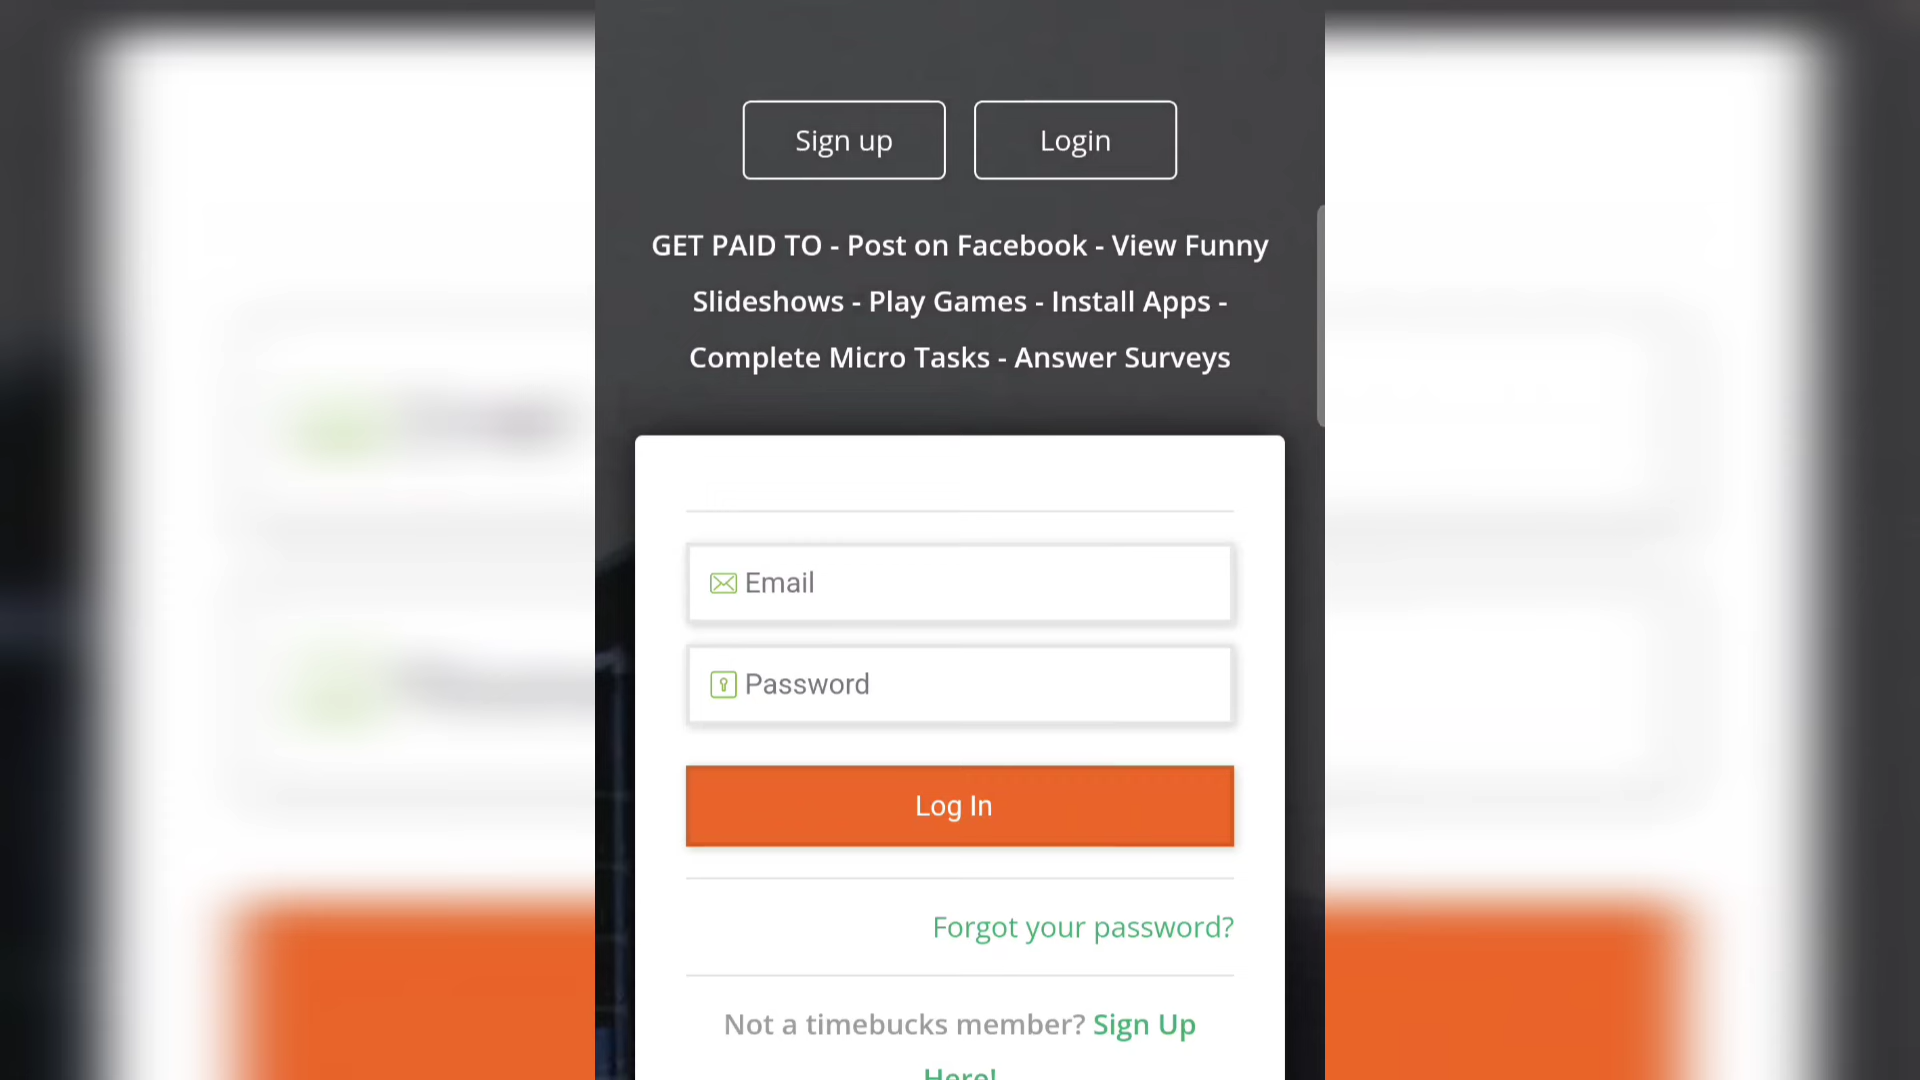 Sign up
Login
GET PAID TO - Post on Facebook - View Funny
Slideshows - Play Games - Install Apps -
Complete Micro Tasks - Answer Surveys
Email
Password
Log In
Forgot your password?
Not a timebucks member? Sign Up
Here!